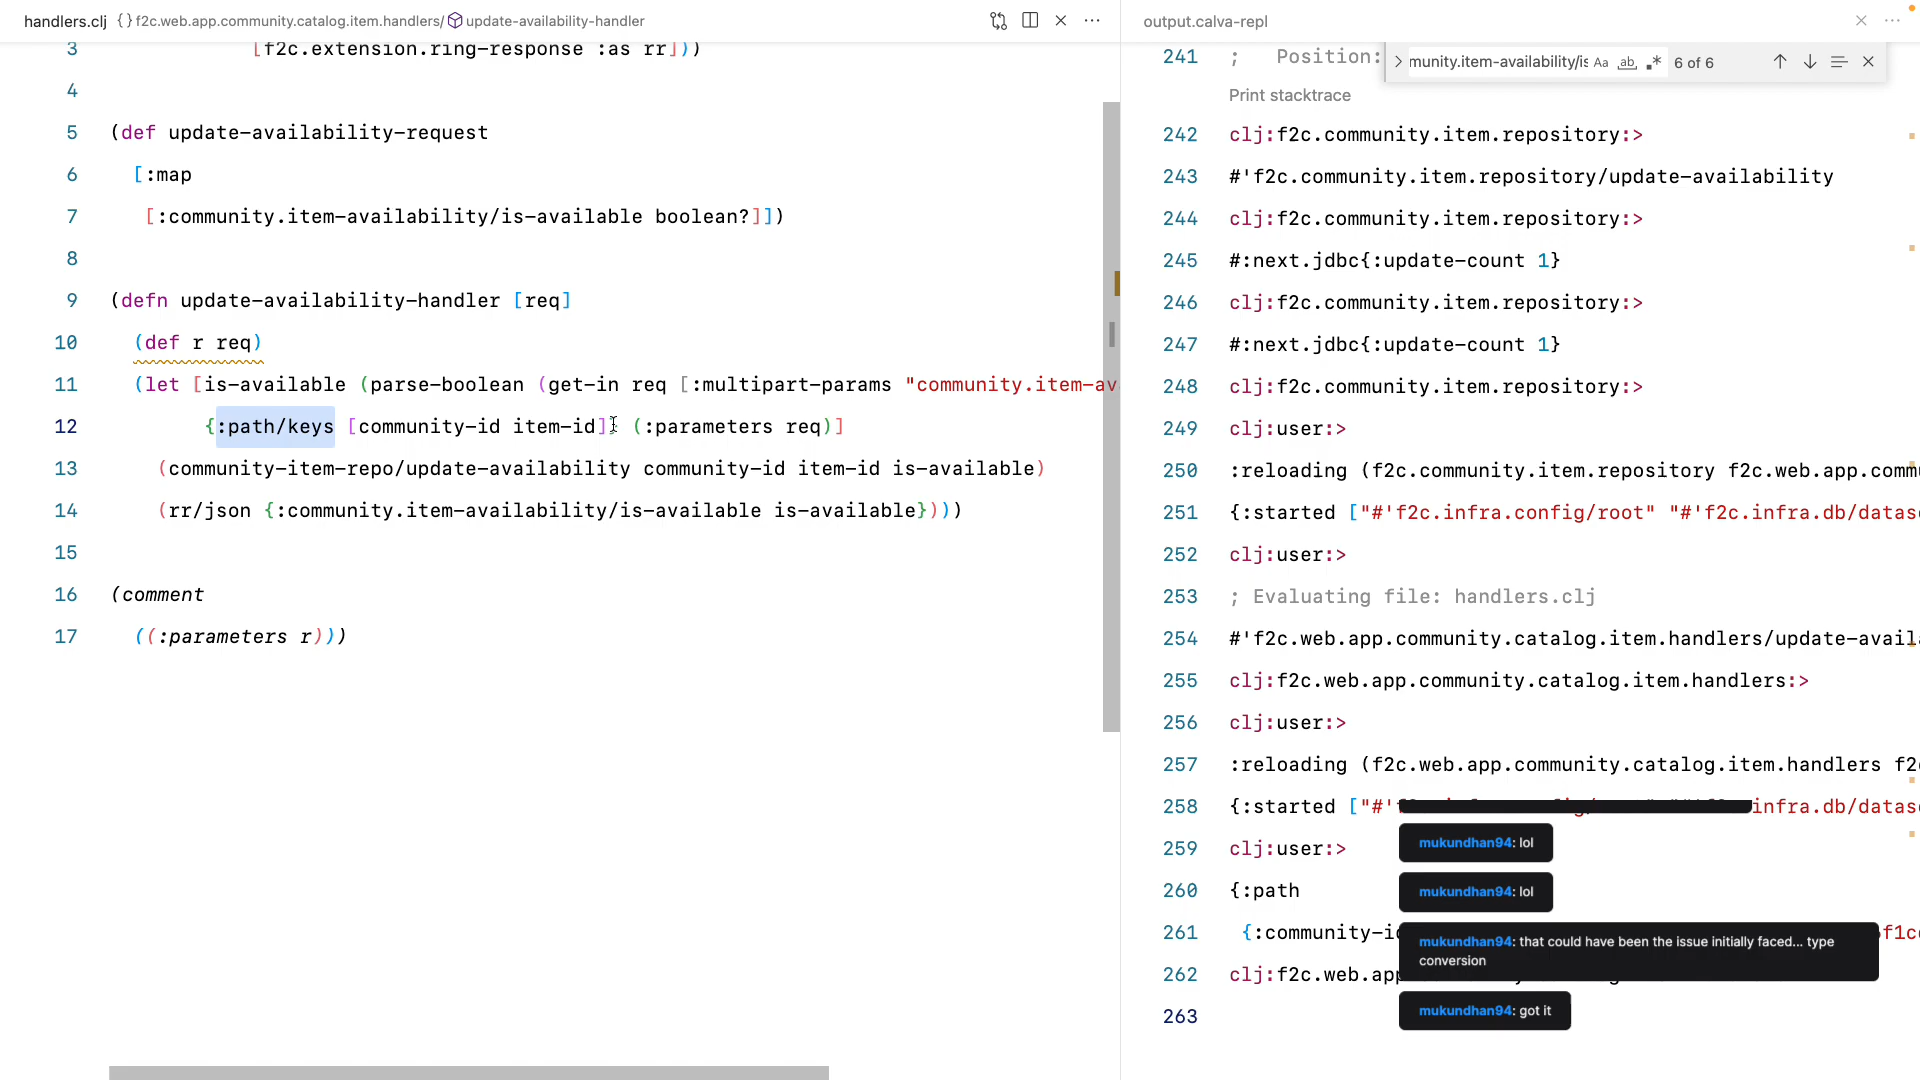 handlers.clj {} f2c.web.app.community.catalog.item.handlers/ update-availability-handler
3 [f2c.extension.ring-response :as rr]))
4
5 (def update-availability-request
6 [:map
7 [:community.item-availability/is-available boolean?]])
8
9 (defn update-availability-handler [req]
10 (def r req)
11 (let [is-available (parse-boolean (get-in req [:multipart-params "community.item-av
12 {:path/keys [community-id item-id]} (:parameters req)]
13 (community-item-repo/update-availability community-id item-id is-available)
14 (rr/json {:community.item-availability/is-available is-available})))
15
16 (comment
17 ((:parameters r)))
output.calva-repl
munity.item-availability/is Aa ab .* 6 of 6
241 ; Position:
Print stacktrace
242 clj:f2c.community.item.repository:>
243 #'f2c.community.item.repository/update-availability
244 clj:f2c.community.item.repository:>
245 #:next.jdbc{:update-count 1}
246 clj:f2c.community.item.repository:>
247 #:next.jdbc{:update-count 1}
248 clj:f2c.community.item.repository:>
249 clj:user:>
250 :reloading (f2c.community.item.repository f2c.web.app.comm
251 {:started ["#'f2c.infra.config/root" "#'f2c.infra.db/datas
252 clj:user:>
253 ; Evaluating file: handlers.clj
254 #'f2c.web.app.community.catalog.item.handlers/update-avail
255 clj:f2c.web.app.community.catalog.item.handlers:>
256 clj:user:>
257 :reloading (f2c.web.app.community.catalog.item.handlers f2
258 {:started ["#' infra.db/datas
259 clj:user:>
260 {:path
261 {:community-i f1c
262 clj:f2c.web.app
263
mukundhan94: lol
mukundhan94: lol
mukundhan94: that could have been the issue initially faced... type
conversion
mukundhan94: got it